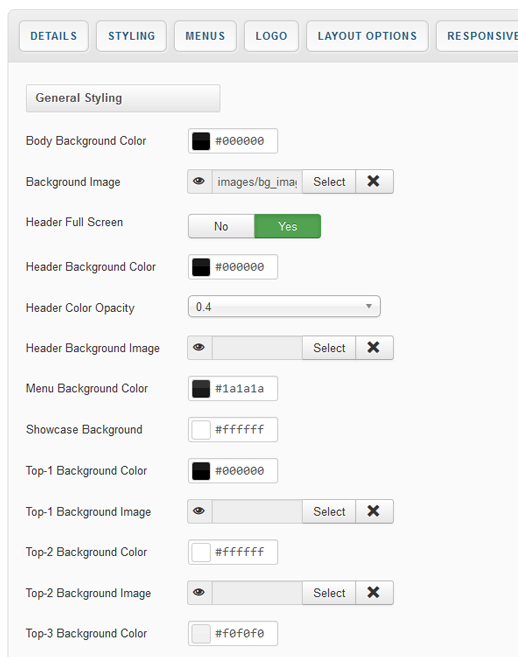 DETAILS STYLING MENUS LOGO LAYOUT OPTIONS RESPONSIVE
General Styling
Body Background Color #000000
Background Image images/bg_imag Select
Header Full Screen No Yes
Header Background Color #000000
Header Color Opacity 0.4
Header Background Image Select
Menu Background Color #1a1a1a
Showcase Background #ffffff
Top-1 Background Color #000000
Top-1 Background Image Select
Top-2 Background Color #ffffff
Top-2 Background Image Select
Top-3 Background Color #f0f0f0